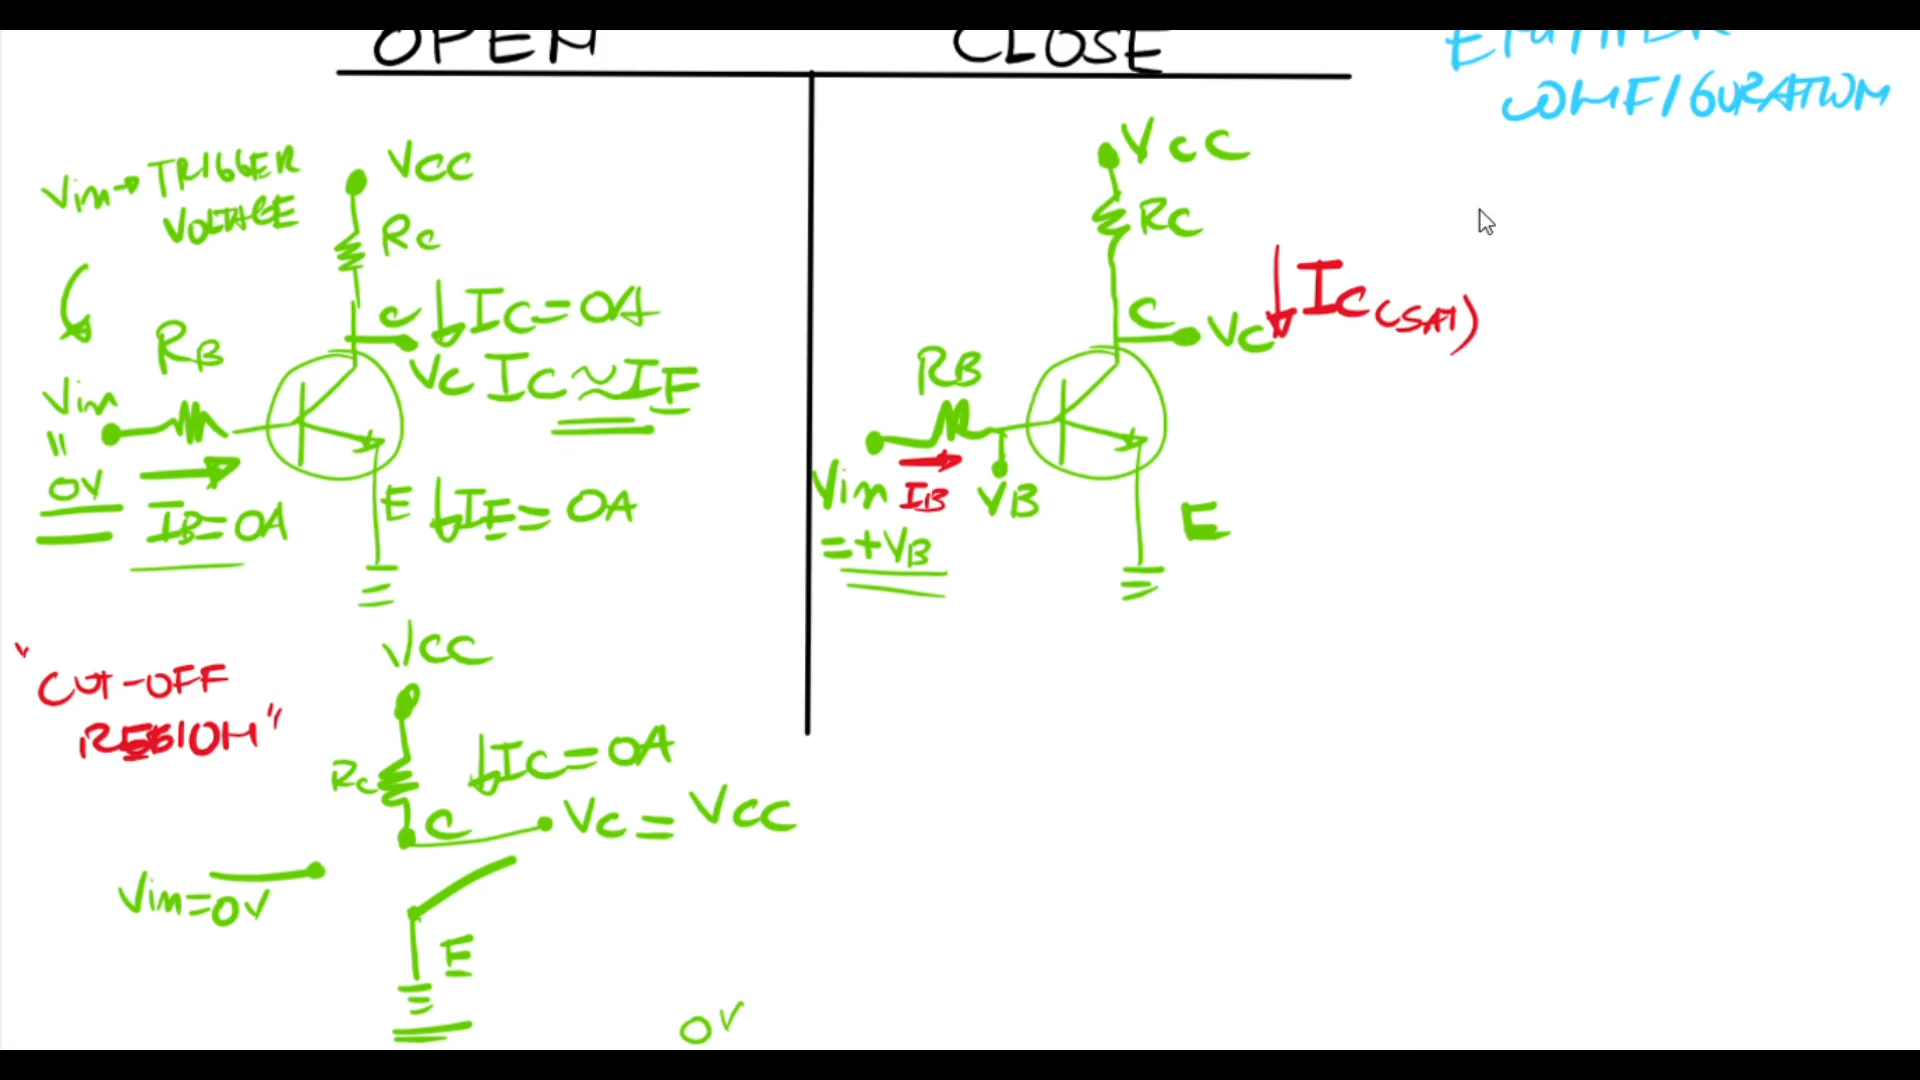 OPEN
CLOSE
EMITTER
CONFIGURATION
Vin → TRIGGER
VOLTAGE
VCC
RC
C
IC = 0A
VC
IC ≈ IE
RB
Vin
"
0V
IB = 0A
E
IE = 0A
VCC
RC
C
VC
IC(SAT)
RB
Vin
IB
VB
= +VB
E
"CUT-OFF
REGION"
VCC
RC
IC = 0A
C
VC = VCC
Vin = 0V
E
0V